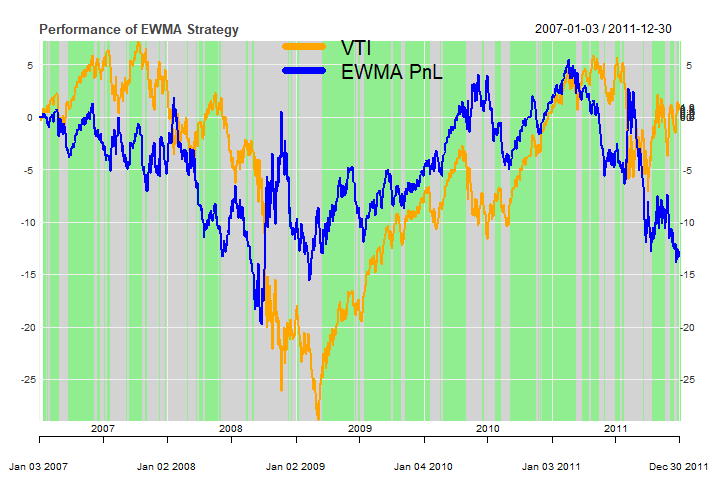 Performance of EWMA Strategy
2007-01-03 / 2011-12-30
VTI
EWMA PnL
5
0
-5
-10
-15
-20
-25
5
-5
-10
-15
-20
-25
2007
2008
2009
2010
2011
Jan 03 2007
Jan 02 2008
Jan 02 2009
Jan 04 2010
Jan 03 2011
Dec 30 2011